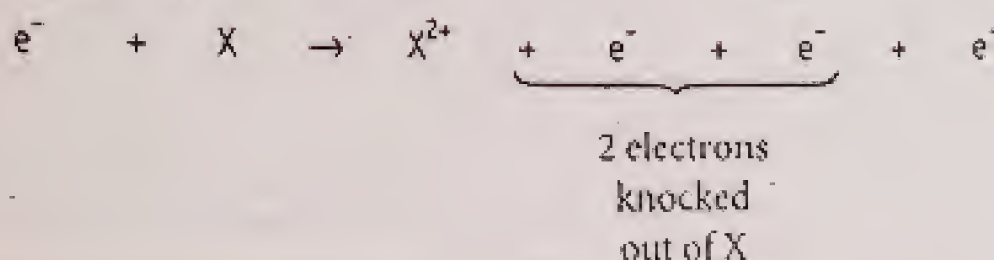 e⁻ + X → X²⁺ + e⁻ + e⁻ + e⁻
2 electrons
knocked
out of X